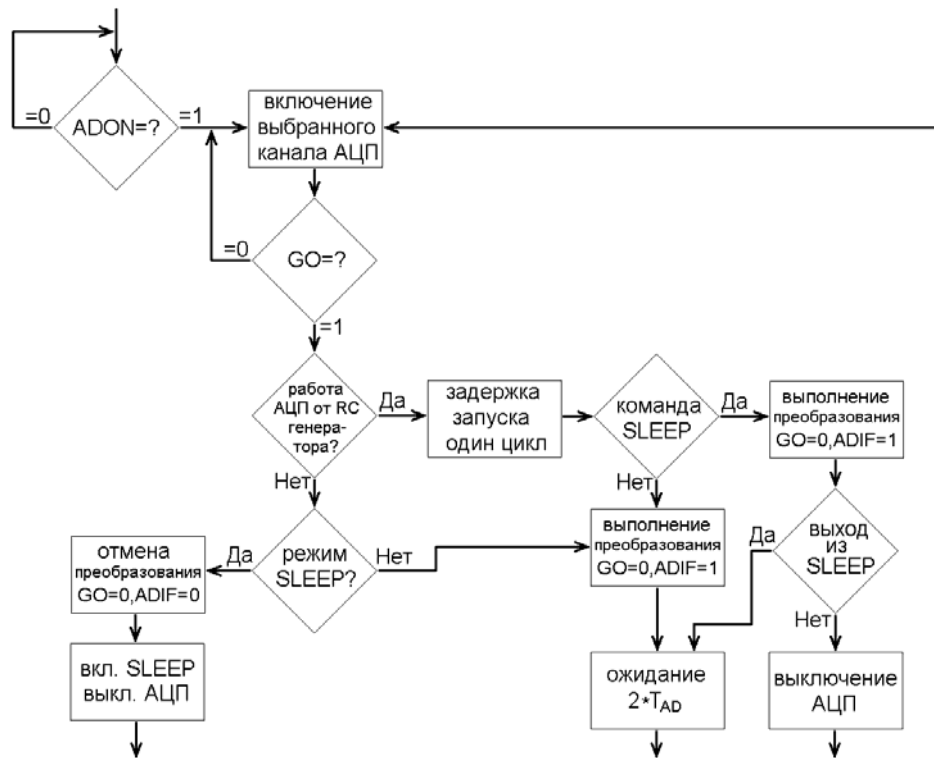 =0
ADON=?
=1
включение
выбранного
канала АЦП
=0
GO=?
=1
работа
АЦП от RC
генера-
тора?
Да
Нет
задержка
запуска
один цикл
команда
SLEEP
Да
Нет
выполнение
преобразования
GO=0,ADIF=1
режим
SLEEP?
Да
Нет
отмена
преобразования
GO=0,ADIF=0
выполнение
преобразования
GO=0,ADIF=1
выход
из
SLEEP
Да
Нет
вкл. SLEEP
выкл. АЦП
ожидание
2*TAD
выключение
АЦП